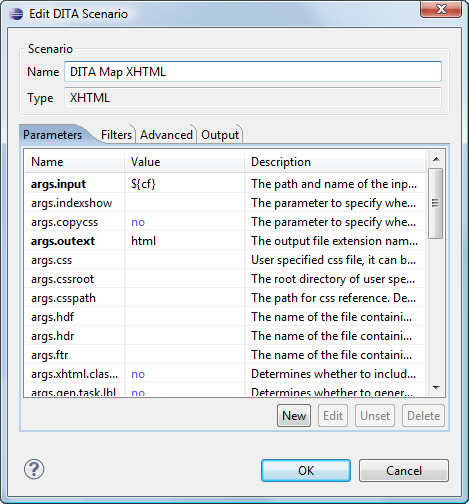 Edit DITA Scenario
Scenario
Name DITA Map XHTML
Type XHTML
Parameters Filters Advanced Output
Name Value Description
args.input ${cf} The path and name of the inp...
args.indexshow The parameter to specify whe...
args.copycss no The parameter to specify whe...
args.outext html The output file extension nam...
args.css User specified css file, it can b...
args.cssroot The root directory of user spe...
args.csspath The path for css reference. De...
args.hdf The name of the file containi...
args.hdr The name of the file containi...
args.ftr The name of the file containi...
args.xhtml.clas... no Determines whether to includ...
args.gen.task.lbl no Determines whether to gener...
New Edit Unset Delete
? OK Cancel